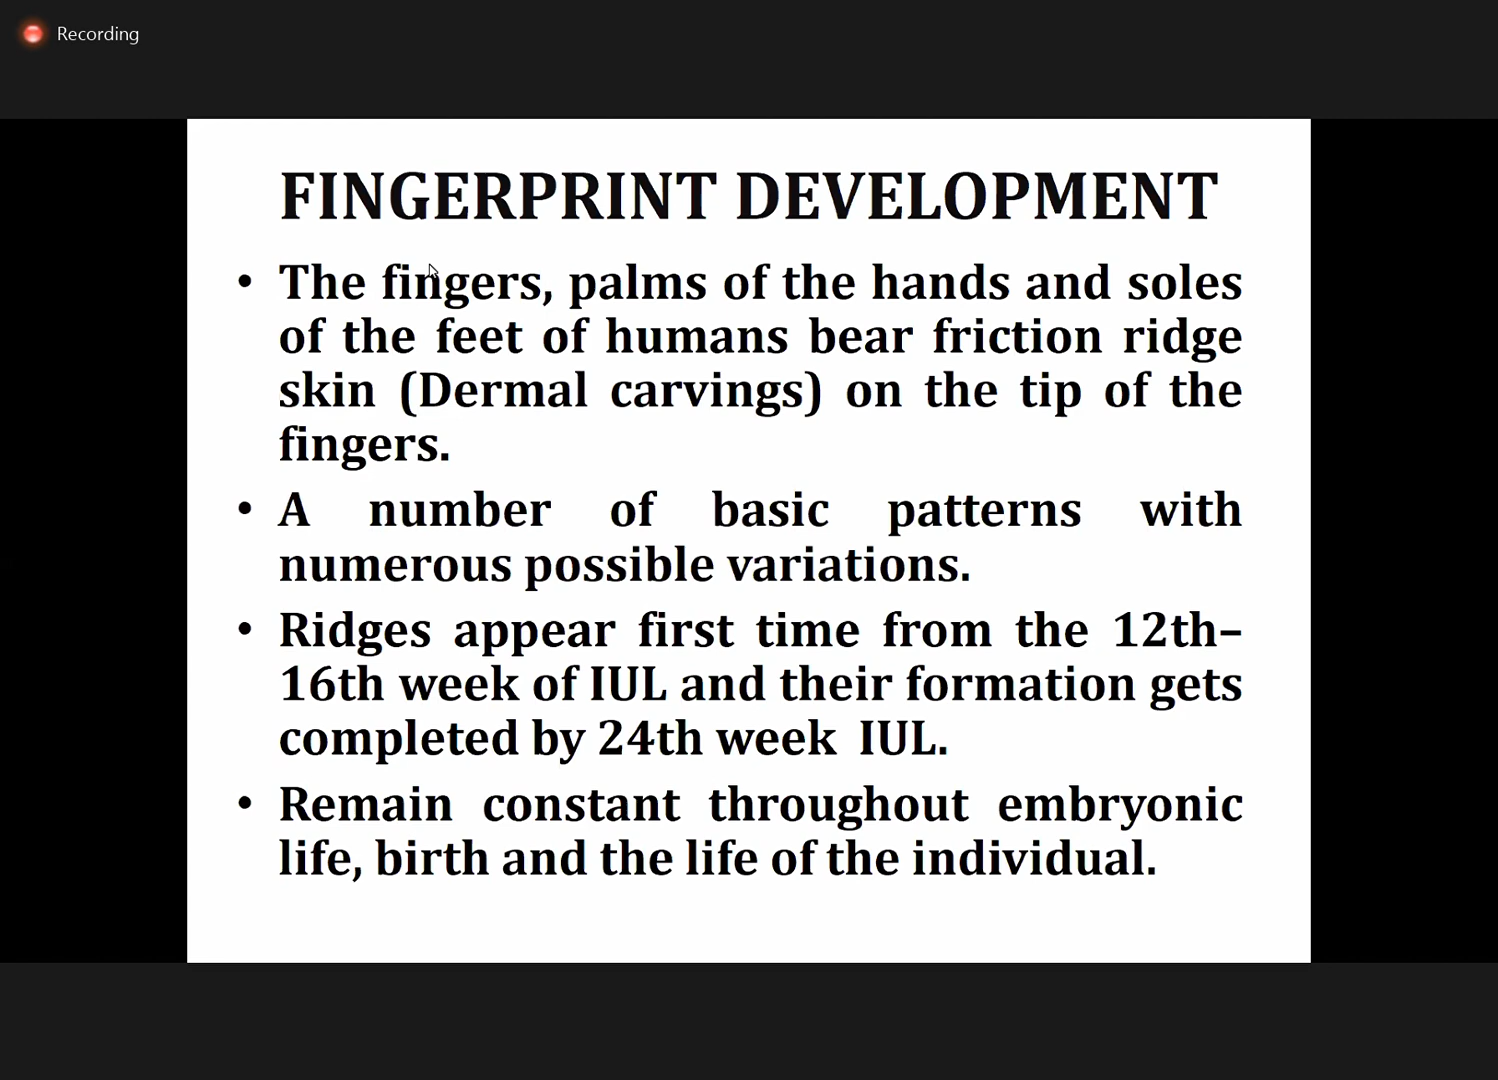 Recording
FINGERPRINT DEVELOPMENT
• The fingers, palms of the hands and soles
of the feet of humans bear friction ridge
skin (Dermal carvings) on the tip of the
fingers.
• A number of basic patterns with
numerous possible variations.
• Ridges appear first time from the 12th–
16th week of IUL and their formation gets
completed by 24th week IUL.
• Remain constant throughout embryonic
life, birth and the life of the individual.